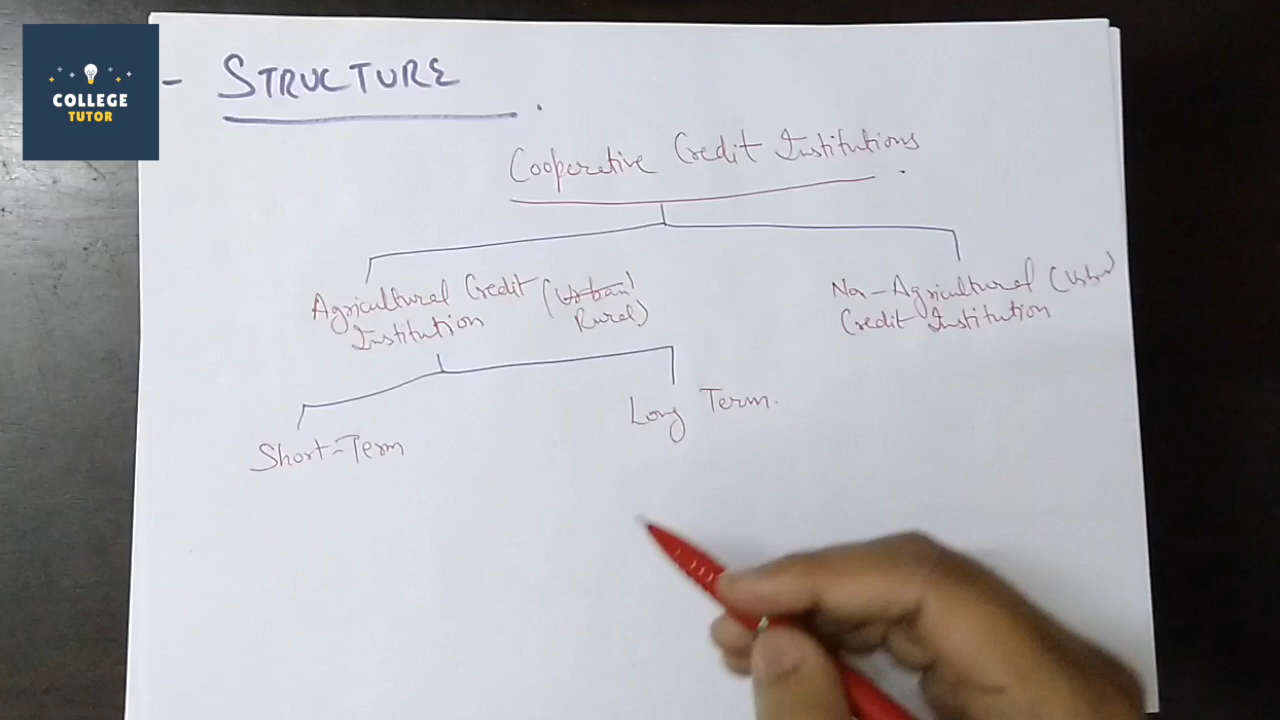 COLLEGE
TUTOR
- STRUCTURE
Cooperative Credit Institutions
Agricultural Credit (Urban)
Institution Rural)
Non-Agricultural (Urban)
Credit Institution
Short-Term
Long Term.